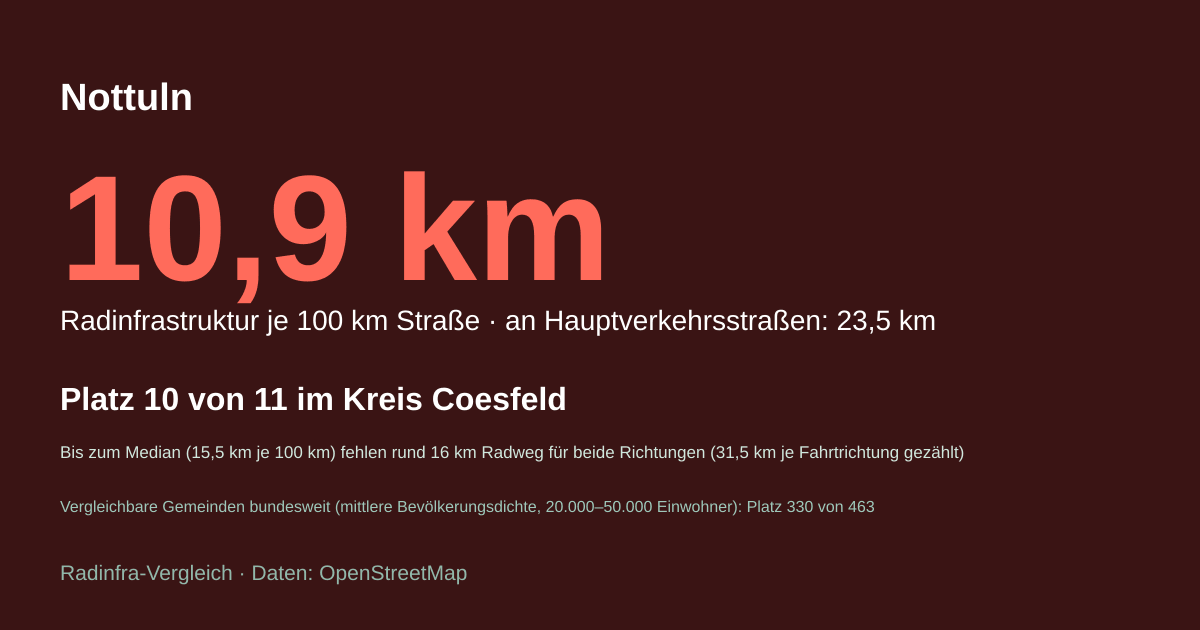 Nottuln
10,9 km
Radinfrastruktur je 100 km Straße · an Hauptverkehrsstraßen: 23,5 km
Platz 10 von 11 im Kreis Coesfeld
Bis zum Median (15,5 km je 100 km) fehlen rund 16 km Radweg für beide Richtungen (31,5 km je Fahrtrichtung gezählt)
Vergleichbare Gemeinden bundesweit (mittlere Bevölkerungsdichte, 20.000–50.000 Einwohner): Platz 330 von 463
Radinfra-Vergleich · Daten: OpenStreetMap